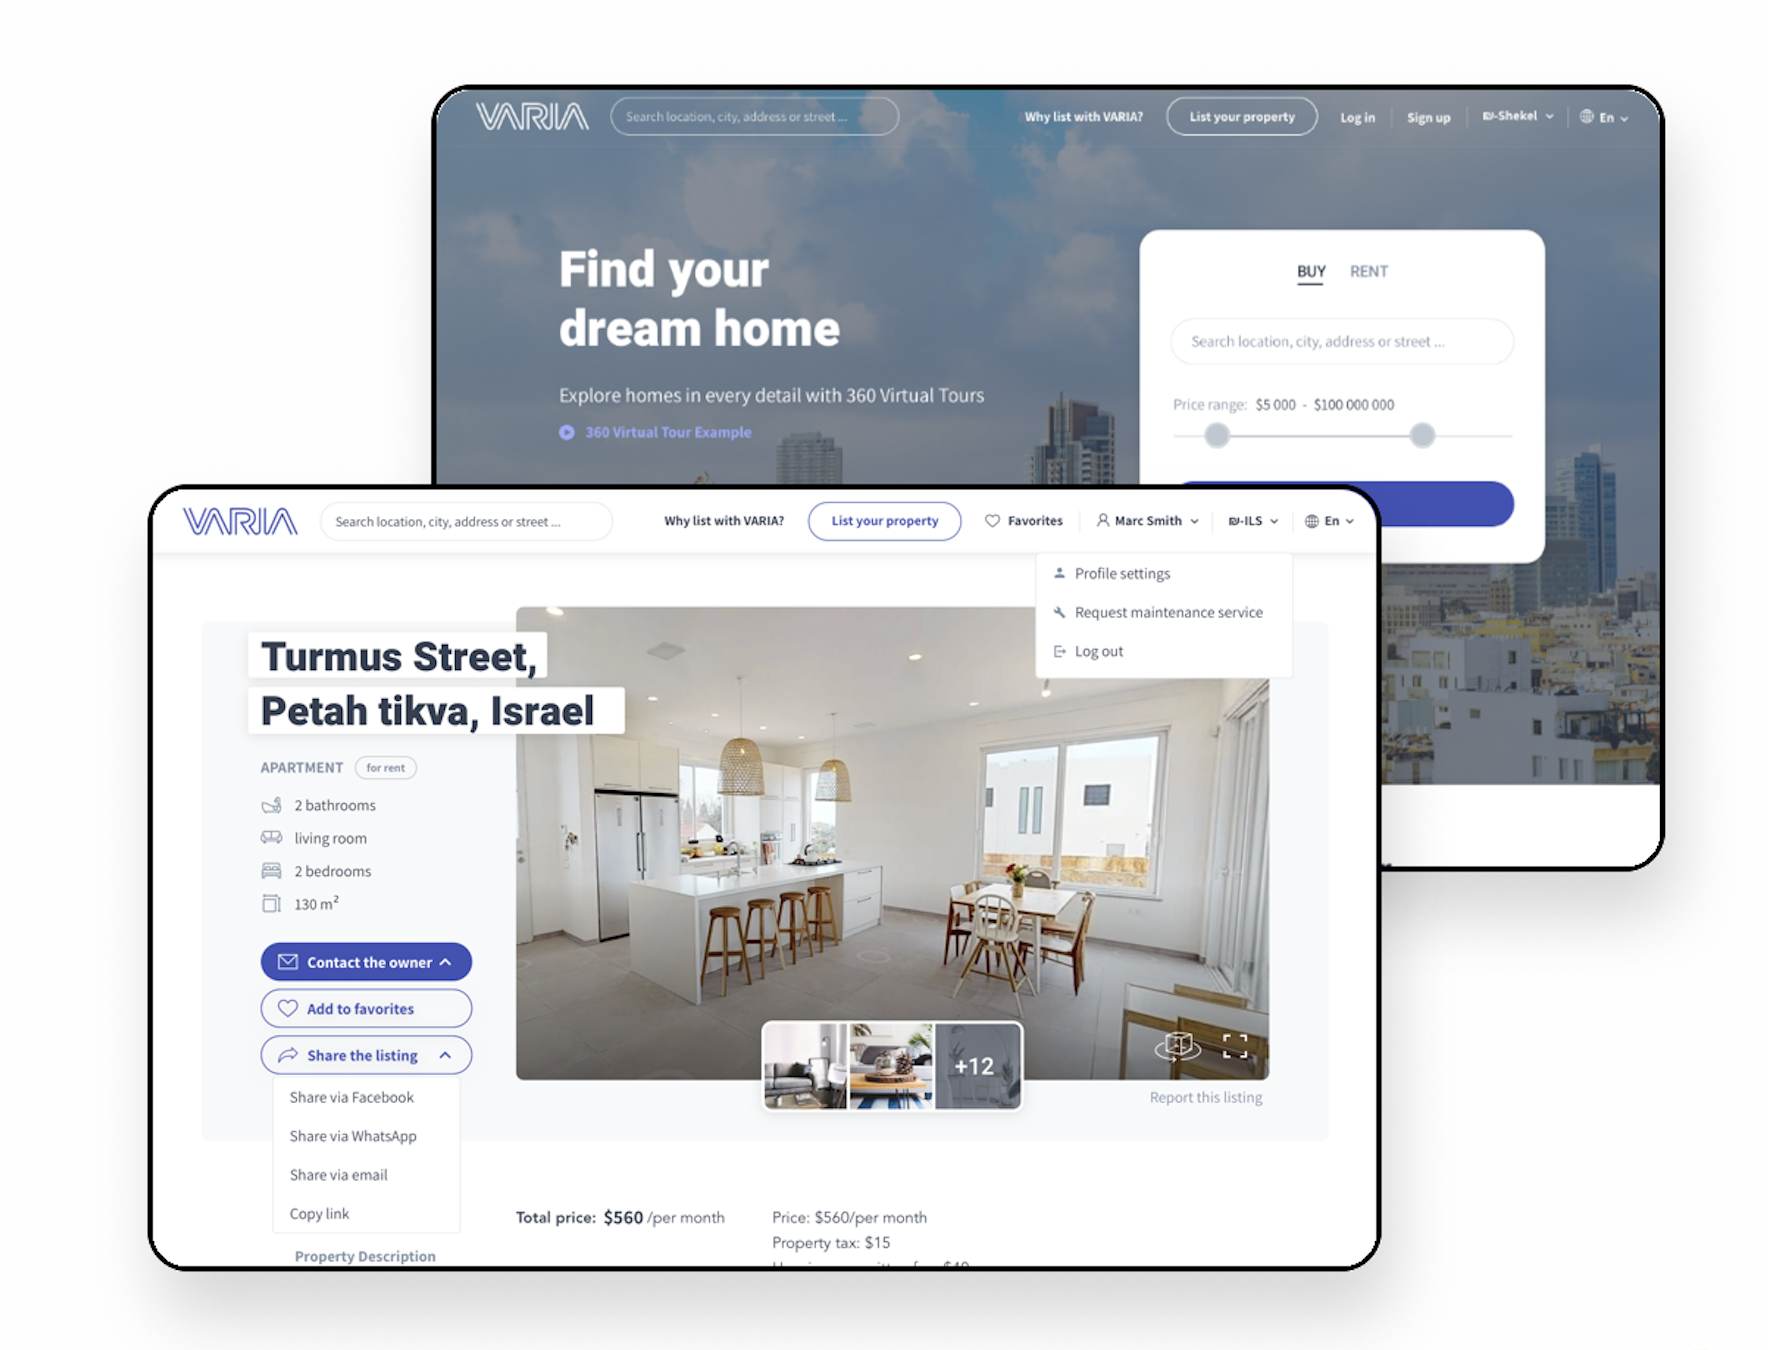 VARIA
Search location, city, address or street ...
Why list with VARIA?
List your property
Log in
Sign up
₪-Shekel
En
Find your
dream home
Explore homes in every detail with 360 Virtual Tours
360 Virtual Tour Example
BUY RENT
Search location, city, address or street ...
Price range: $5 000 - $100 000 000
VARIA
Search location, city, address or street ...
Why list with VARIA?
List your property
Favorites
Marc Smith
₪-ILS
En
Profile settings
Request maintenance service
Log out
Turmus Street,
Petah tikva, Israel
APARTMENT for rent
2 bathrooms
living room
2 bedrooms
130 m²
Contact the owner
Add to favorites
Share the listing
Share via Facebook
Share via WhatsApp
Share via email
Copy link
Property Description
+12
Report this listing
Total price: $560 /per month
Price: $560/per month
Property tax: $15